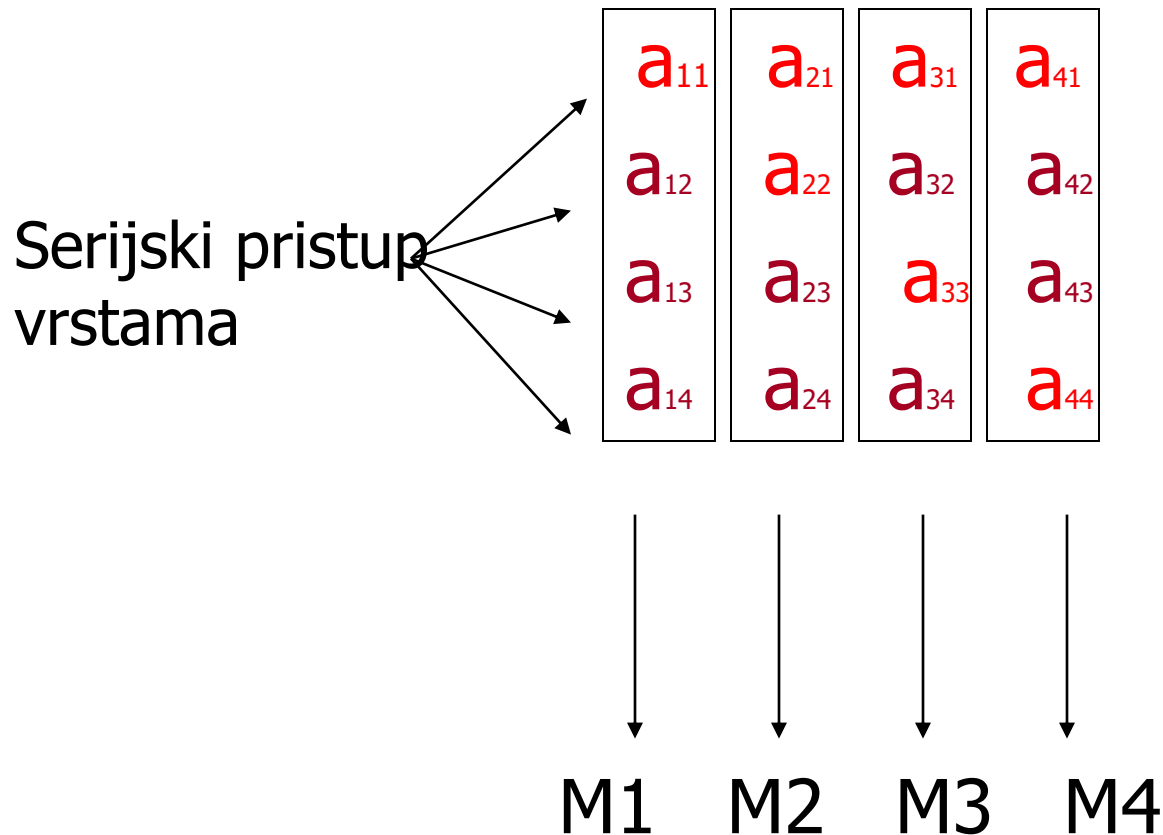 a11 a21 a31 a41
a12 a22 a32 a42
Serijski pristup
vrstama
a13 a23 a33 a43
a14 a24 a34 a44
M1 M2 M3 M4